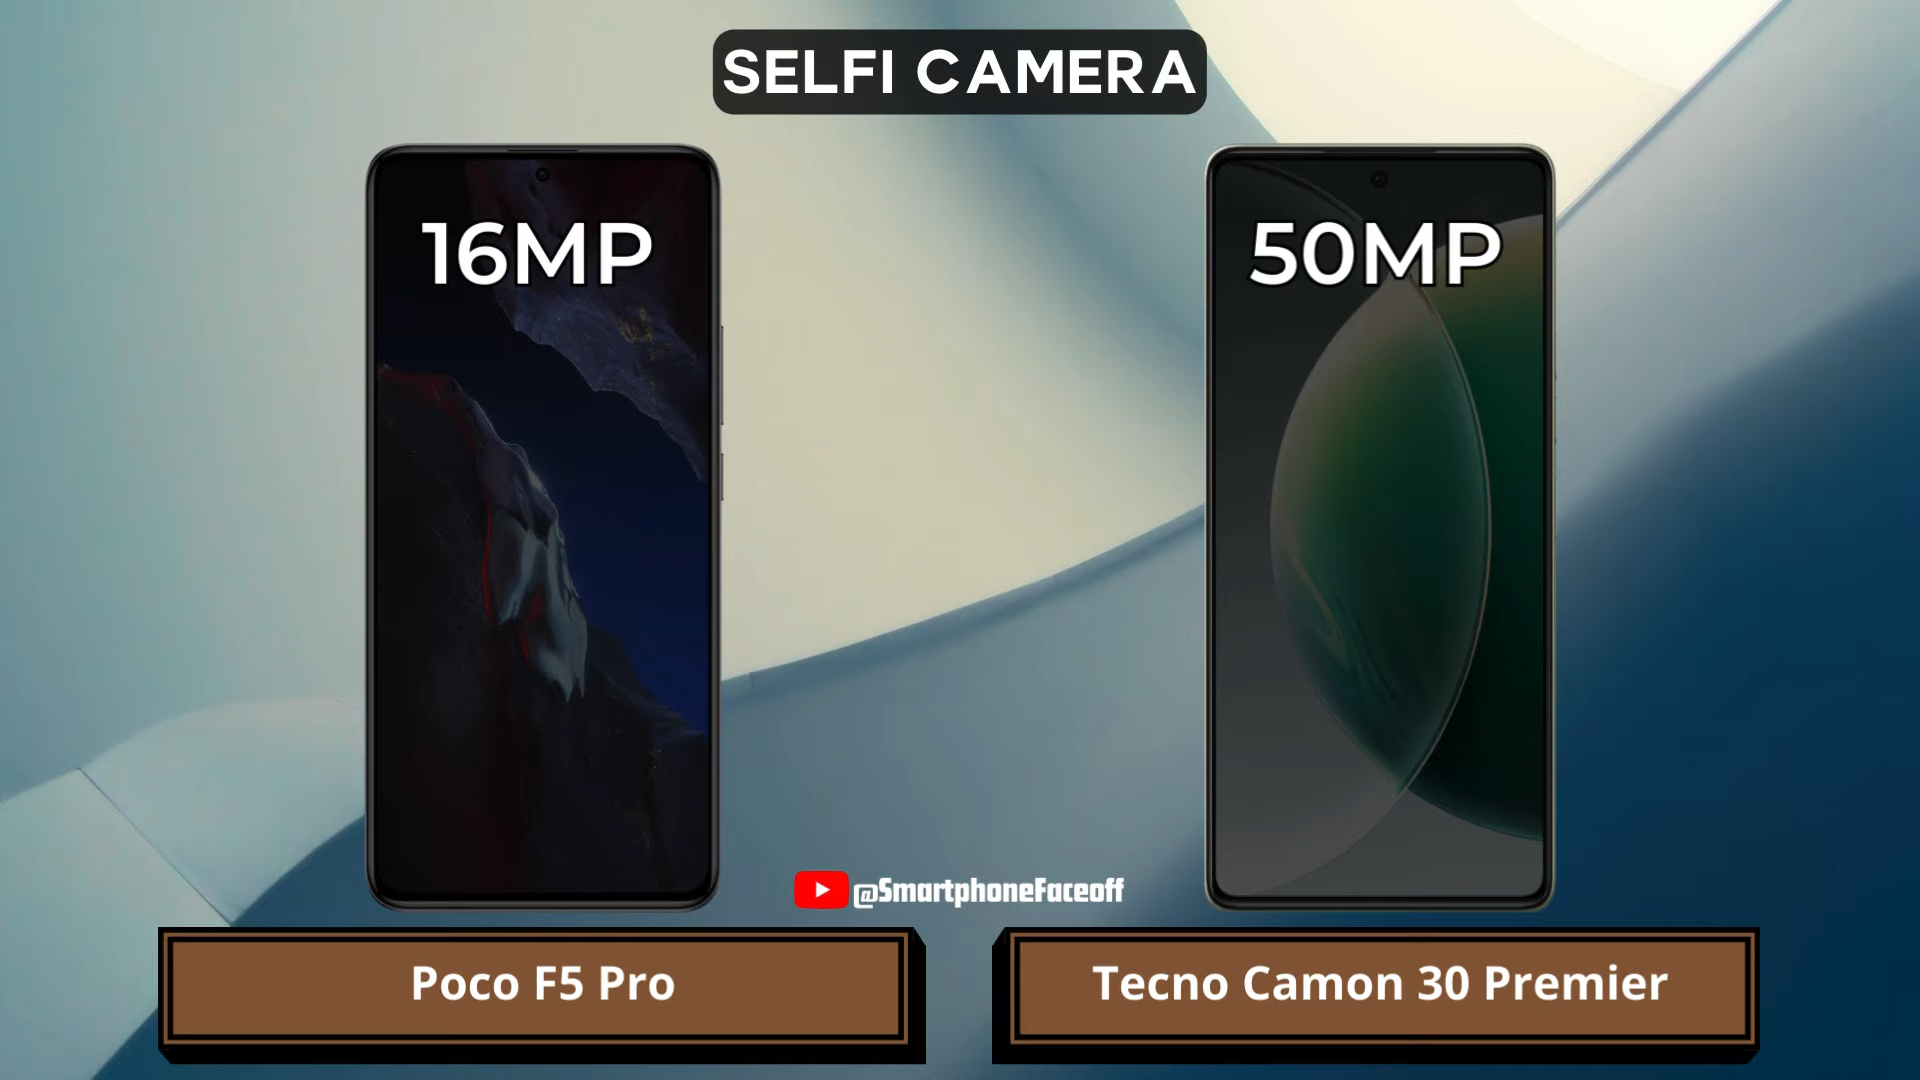 SELFI CAMERA
16MP
50MP
@SmartphoneFaceoff
Poco F5 Pro
Tecno Camon 30 Premier